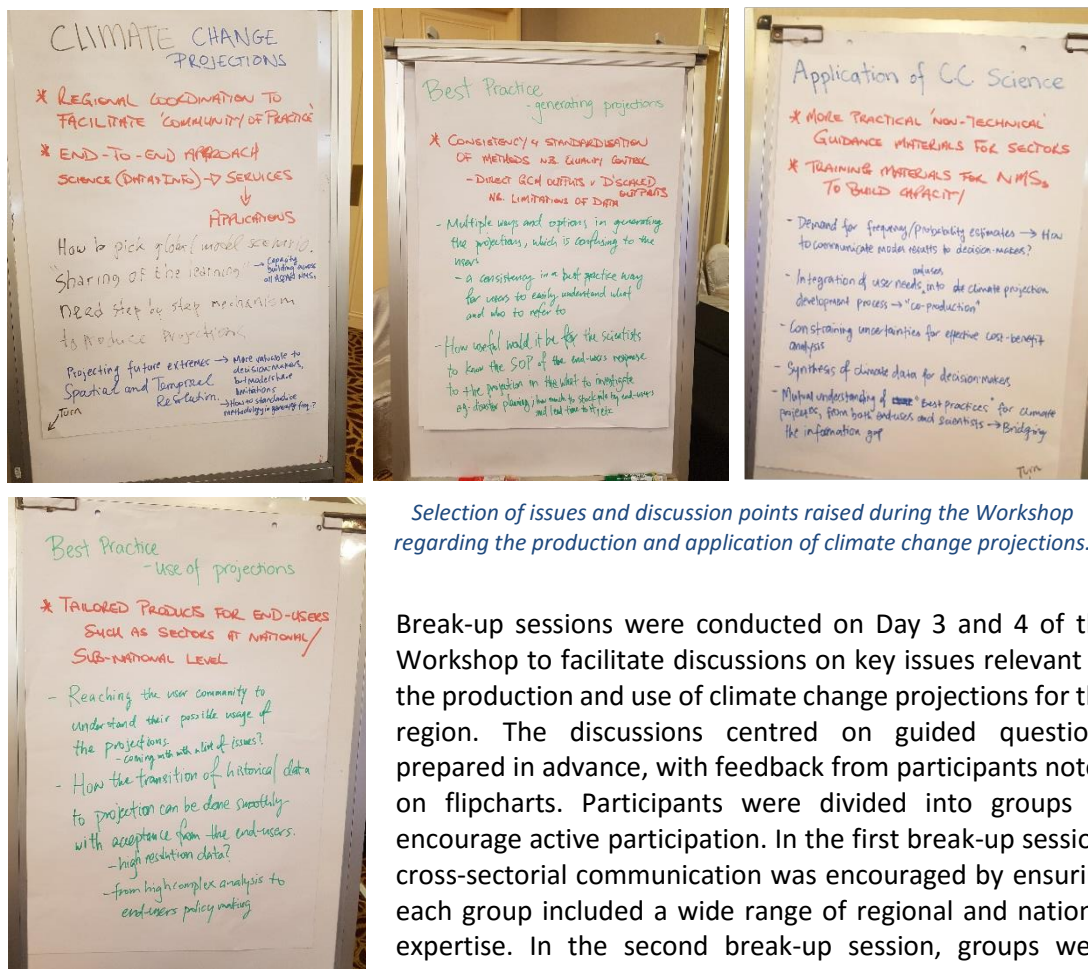 CLIMATE CHANGE
PROJECTIONS
* REGIONAL COORDINATION TO
FACILITATE 'COMMUNITY OF PRACTICE'
* END-TO-END APPROACH
SCIENCE (DATA > INFO) → SERVICES
↓
APPLICATIONS
How to pick global/model scenario.
"Sharing of the learning" → capacity
building across
all ASEAN NMSs
need step by step mechanism
to produce Projections
Projecting future extremes → More valuable to
decision-makers,
but models have
limitations
Spatial and Temporal
Resolution.
→ How to standardize
methodology in generating
Turn
Best Practice
- generating projections
* CONSISTENCY & STANDARDISATION
OF METHODS NB. QUALITY CONTROL
- DIRECT GCM OUTPUTS v D'SCALED
OUTPUTS
NB. LIMITATIONS OF DATA
- Multiple ways and options in generating
the projections, which is confusing to the
users
- a consistency in a best practice way
for users to easily understand what
and who to refer to
- How useful would it be for the scientists
to know the SOP of the end-users response
to the projection on the what to investigate
eg. disaster planning; how much to stockpile by end-users
and lead time to it, etc
Application of CC Science
* MORE PRACTICAL 'NON-TECHNICAL'
GUIDANCE MATERIALS FOR SECTORS
* TRAINING MATERIALS FOR NMSs
TO BUILD CAPACITY
- Demand for frequency/probability estimates → How
to communicate model results to decision-makers?
- Integration of user needs into the climate projection
development process → "co-production"
- Constraining uncertainties for effective cost-benefit
analysis
- Synthesis of climate data for decision-makers
- Mutual understanding of "Best Practices" for climate
projections, from both end-users and scientists → Bridging
the information gap
Turn
Best Practice
- use of projections
* TAILORED PRODUCTS FOR END-USERS
SUCH AS SECTORS AT NATIONAL/
SUB-NATIONAL LEVEL
- Reaching the user community to
understand their possible usage of
the projections
- coming with a list of issues?
- How the transition of historical data
to projection can be done smoothly
with acceptance from the end-users.
- high resolution data?
- from high complex analysis to
end-users policy making
Selection of issues and discussion points raised during the Workshop
regarding the production and application of climate change projections.
Break-up sessions were conducted on Day 3 and 4 of
Workshop to facilitate discussions on key issues relevant
the production and use of climate change projections for
region. The discussions centred on guided
prepared in advance, with feedback from participants
on flipcharts. Participants were divided into groups
encourage active participation. In the first break-up
cross-sectorial communication was encouraged by
each group included a wide range of regional and
expertise. In the second break-up session, groups